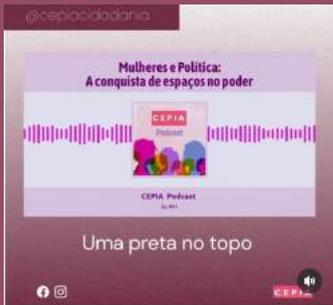 @cepiacidadania
Mulheres e Política:
A conquista de espaços no poder
CEPIA
Podcast
CEPIA Podcast
Uma preta no topo
CEPIA